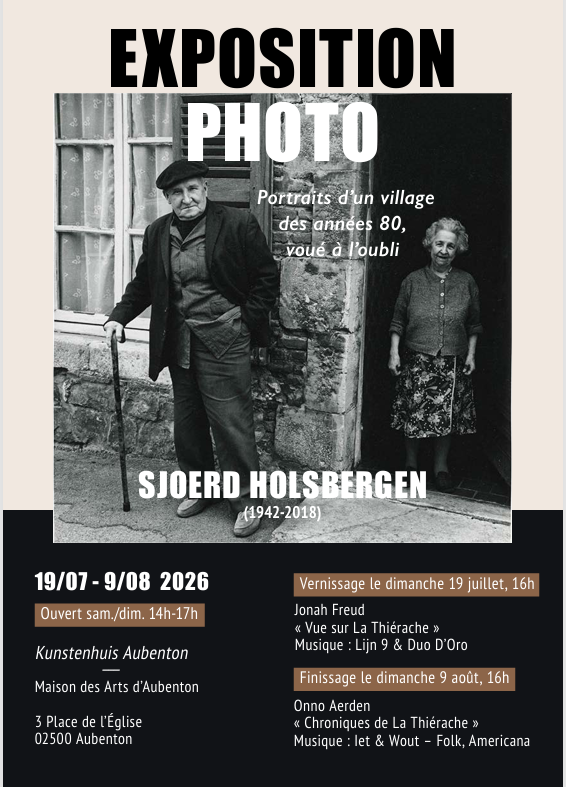 EXPOSITION
PHOTO
Portraits d'un village
des années 80,
voué à l'oubli
SJOERD HOLSBERGEN
(1942-2018)
19/07 - 9/08 2026
Ouvert sam./dim. 14h-17h
Kunstenhuis Aubenton
—
Maison des Arts d'Aubenton
3 Place de l'Église
02500 Aubenton
Vernissage le dimanche 19 juillet, 16h
Jonah Freud
« Vue sur La Thiérache »
Musique : Lijn 9 & Duo D'Oro
Finissage le dimanche 9 août, 16h
Onno Aerden
« Chroniques de La Thiérache »
Musique : Iet & Wout – Folk, Americana